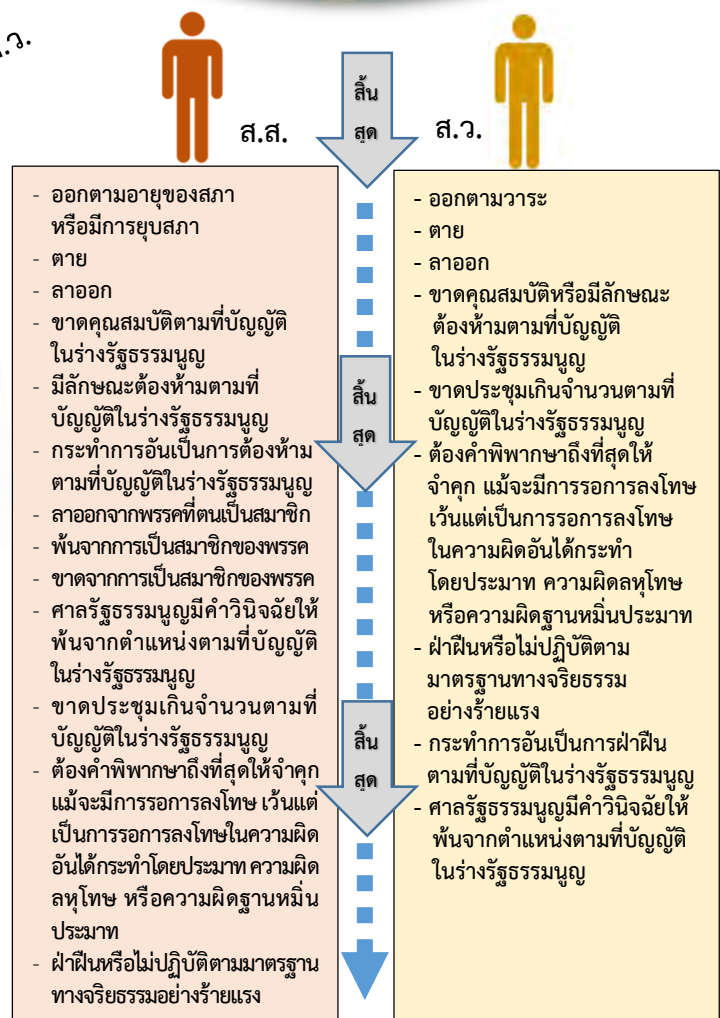 ส.ส.
สิ้น
สุด
ส.ว.
- ออกตามอายุของสภา
หรือมีการยุบสภา
- ตาย
- ลาออก
- ขาดคุณสมบัติตามที่บัญญัติ
ในร่างรัฐธรรมนูญ
- มีลักษณะต้องห้ามตามที่
บัญญัติในร่างรัฐธรรมนูญ
- กระทำการอันเป็นการต้องห้าม
ตามที่บัญญัติในร่างรัฐธรรมนูญ
- ลาออกจากพรรคที่ตนเป็นสมาชิก
- พ้นจากการเป็นสมาชิกของพรรค
- ขาดจากการเป็นสมาชิกของพรรค
- ศาลรัฐธรรมนูญมีคำวินิจฉัยให้
พ้นจากตำแหน่งตามที่บัญญัติ
ในร่างรัฐธรรมนูญ
- ขาดประชุมเกินจำนวนตามที่
บัญญัติในร่างรัฐธรรมนูญ
- ต้องคำพิพากษาถึงที่สุดให้จำคุก
แม้จะมีการรอการลงโทษ เว้นแต่
เป็นการรอการลงโทษในความผิด
อันได้กระทำโดยประมาท ความผิด
ลหุโทษ หรือความผิดฐานหมิ่น
ประมาท
- ฝ่าฝืนหรือไม่ปฏิบัติตามมาตรฐาน
ทางจริยธรรมอย่างร้ายแรง
สิ้น
สุด
สิ้น
สุด
- ออกตามวาระ
- ตาย
- ลาออก
- ขาดคุณสมบัติหรือมีลักษณะ
ต้องห้ามตามที่บัญญัติ
ในร่างรัฐธรรมนูญ
- ขาดประชุมเกินจำนวนตามที่
บัญญัติในร่างรัฐธรรมนูญ
- ต้องคำพิพากษาถึงที่สุดให้
จำคุก แม้จะมีการรอการลงโทษ
เว้นแต่เป็นการรอการลงโทษ
ในความผิดอันได้กระทำ
โดยประมาท ความผิดลหุโทษ
หรือความผิดฐานหมิ่นประมาท
- ฝ่าฝืนหรือไม่ปฏิบัติตาม
มาตรฐานทางจริยธรรม
อย่างร้ายแรง
- กระทำการอันเป็นการฝ่าฝืน
ตามที่บัญญัติในร่างรัฐธรรมนูญ
- ศาลรัฐธรรมนูญมีคำวินิจฉัยให้
พ้นจากตำแหน่งตามที่บัญญัติ
ในร่างรัฐธรรมนูญ